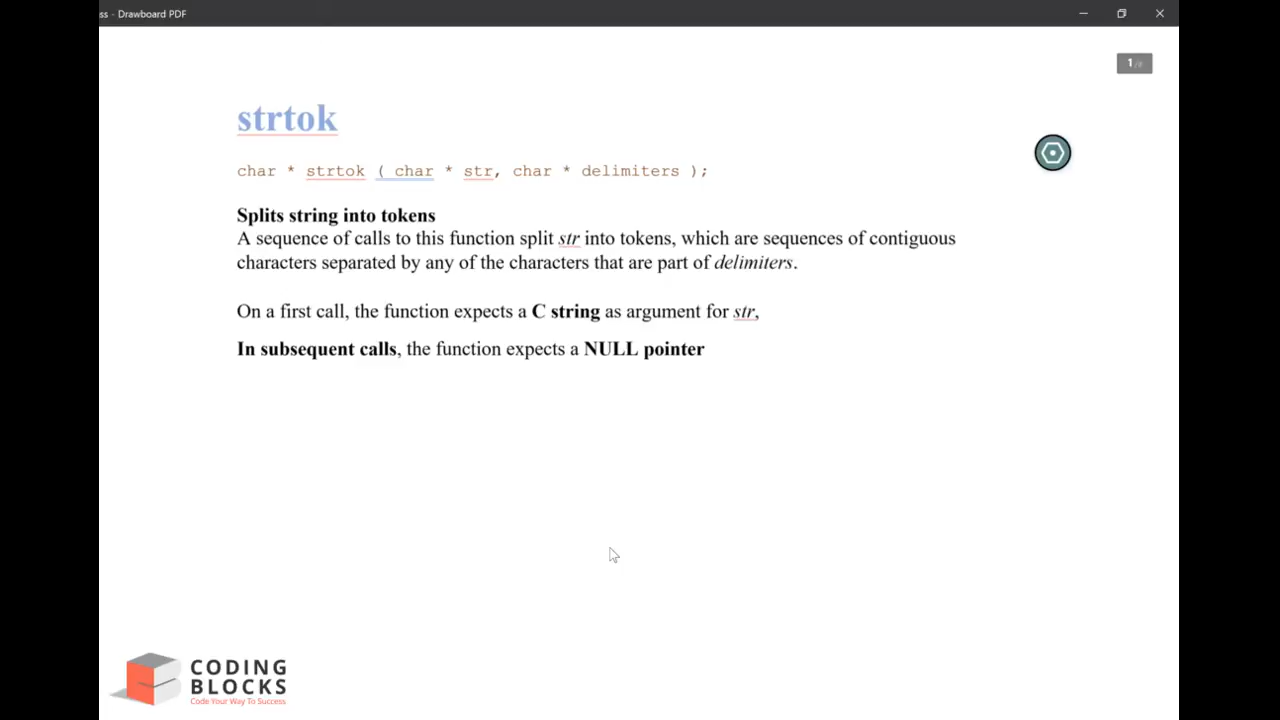 ss - Drawboard PDF
1
strtok
char * strtok ( char * str, char * delimiters );
Splits string into tokens
A sequence of calls to this function split str into tokens, which are sequences of contiguous
characters separated by any of the characters that are part of delimiters.
On a first call, the function expects a C string as argument for str,
In subsequent calls, the function expects a NULL pointer
CODING
BLOCKS
Code Your Way To Success